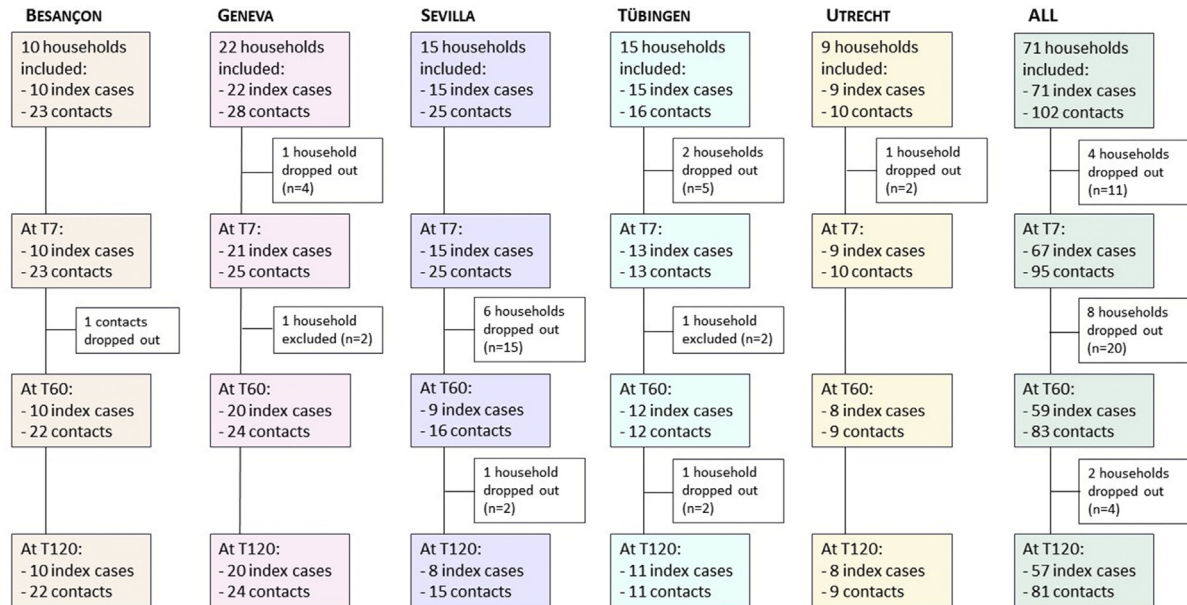 BESANÇON
10 households
included:
- 10 index cases
- 23 contacts
At T7:
- 10 index cases
- 23 contacts
1 contacts
dropped out
At T60:
- 10 index cases
- 22 contacts
At T120:
- 10 index cases
- 22 contacts
GENEVA
22 households
included:
- 22 index cases
- 28 contacts
1 household
dropped out
(n=4)
At T7:
- 21 index cases
- 25 contacts
1 household
excluded (n=2)
At T60:
- 20 index cases
- 24 contacts
At T120:
- 20 index cases
- 24 contacts
SEVILLA
15 households
included:
- 15 index cases
- 25 contacts
At T7:
- 15 index cases
- 25 contacts
6 households
dropped out
(n=15)
At T60:
- 9 index cases
- 16 contacts
1 household
dropped out
(n=2)
At T120:
- 8 index cases
- 15 contacts
TÜBINGEN
15 households
included:
- 15 index cases
- 16 contacts
2 households
dropped out
(n=5)
At T7:
- 13 index cases
- 13 contacts
1 household
excluded (n=2)
At T60:
- 12 index cases
- 12 contacts
1 household
dropped out
(n=2)
At T120:
- 11 index cases
- 11 contacts
UTRECHT
9 households
included:
- 9 index cases
- 10 contacts
1 household
dropped out
(n=2)
At T7:
- 9 index cases
- 10 contacts
At T60:
- 8 index cases
- 9 contacts
At T120:
- 8 index cases
- 9 contacts
ALL
71 households
included:
- 71 index cases
- 102 contacts
4 households
dropped out
(n=11)
At T7:
- 67 index cases
- 95 contacts
8 households
dropped out
(n=20)
At T60:
- 59 index cases
- 83 contacts
2 households
dropped out
(n=4)
At T120:
- 57 index cases
- 81 contacts